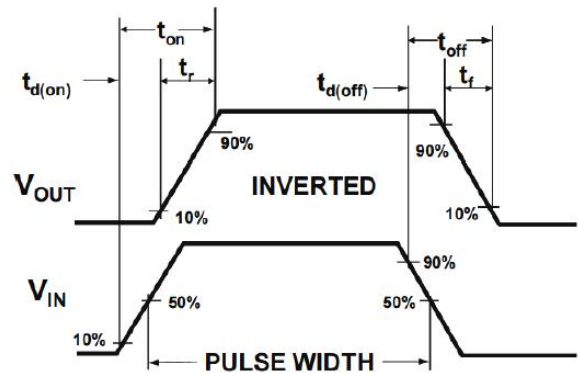 t_on t_off
t_r t_f
t_d(on) t_d(off)
90% 90%
V_OUT INVERTED
10% 10%
90%
V_IN 50% 50%
10%
PULSE WIDTH